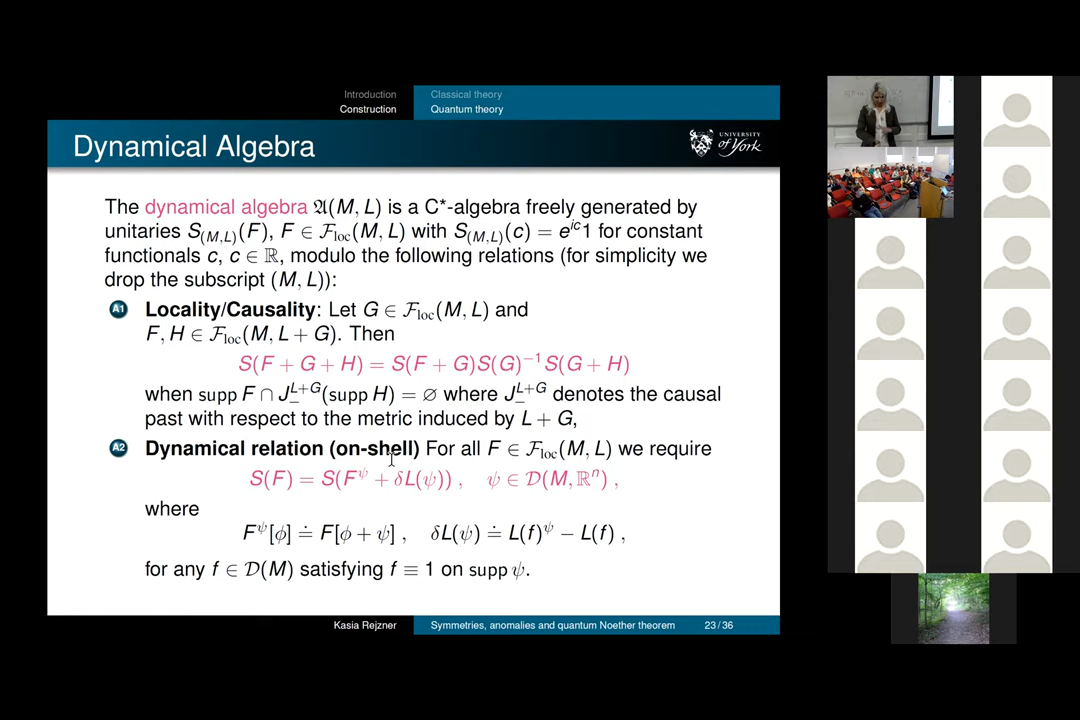 Introduction
Construction
Classical theory
Quantum theory
Dynamical Algebra
UNIVERSITY
of York
The dynamical algebra 𝔄(M, L) is a C*-algebra freely generated by
unitaries S_{(M,L)}(F), F ∈ ℱ_loc(M, L) with S_{(M,L)}(c) = e^{ic}1 for constant
functionals c, c ∈ ℝ, modulo the following relations (for simplicity we
drop the subscript (M, L)):
A1 Locality/Causality: Let G ∈ ℱ_loc(M, L) and
F, H ∈ ℱ_loc(M, L + G). Then
S(F + G + H) = S(F + G)S(G)^{−1}S(G + H)
when supp F ∩ J_−^{L+G}(supp H) = ∅ where J_−^{L+G} denotes the causal
past with respect to the metric induced by L + G,
A2 Dynamical relation (on-shell) For all F ∈ ℱ_loc(M, L) we require
S(F) = S(F^ψ + δL(ψ)) , ψ ∈ 𝒟(M, ℝ^n) ,
where
F^ψ[ϕ] ≐ F[ϕ + ψ] , δL(ψ) ≐ L(f)^ψ − L(f) ,
for any f ∈ 𝒟(M) satisfying f ≡ 1 on supp ψ.
Kasia Rejzner
Symmetries, anomalies and quantum Noether theorem
23 / 36